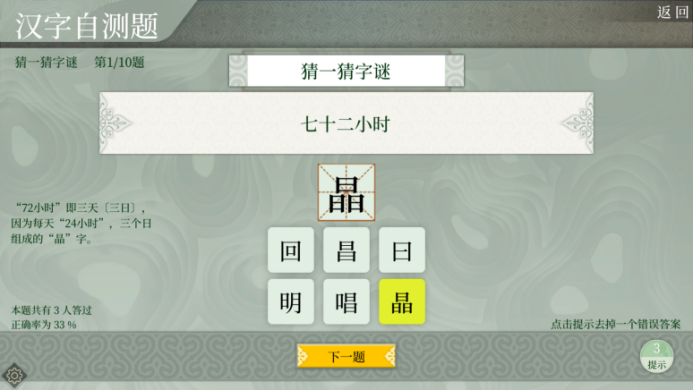 汉字自测题
返 回
猜一猜字谜 第1/10题
猜一猜字谜
七十二小时
晶
“72小时”即三天〔三日〕，
因为每天“24小时”，三个日
组成的“晶”字。
回 昌 日
明 唱 晶
本题共有 3 人答过
正确率为 33 %
点击提示去掉一个错误答案
下一题
3
提示